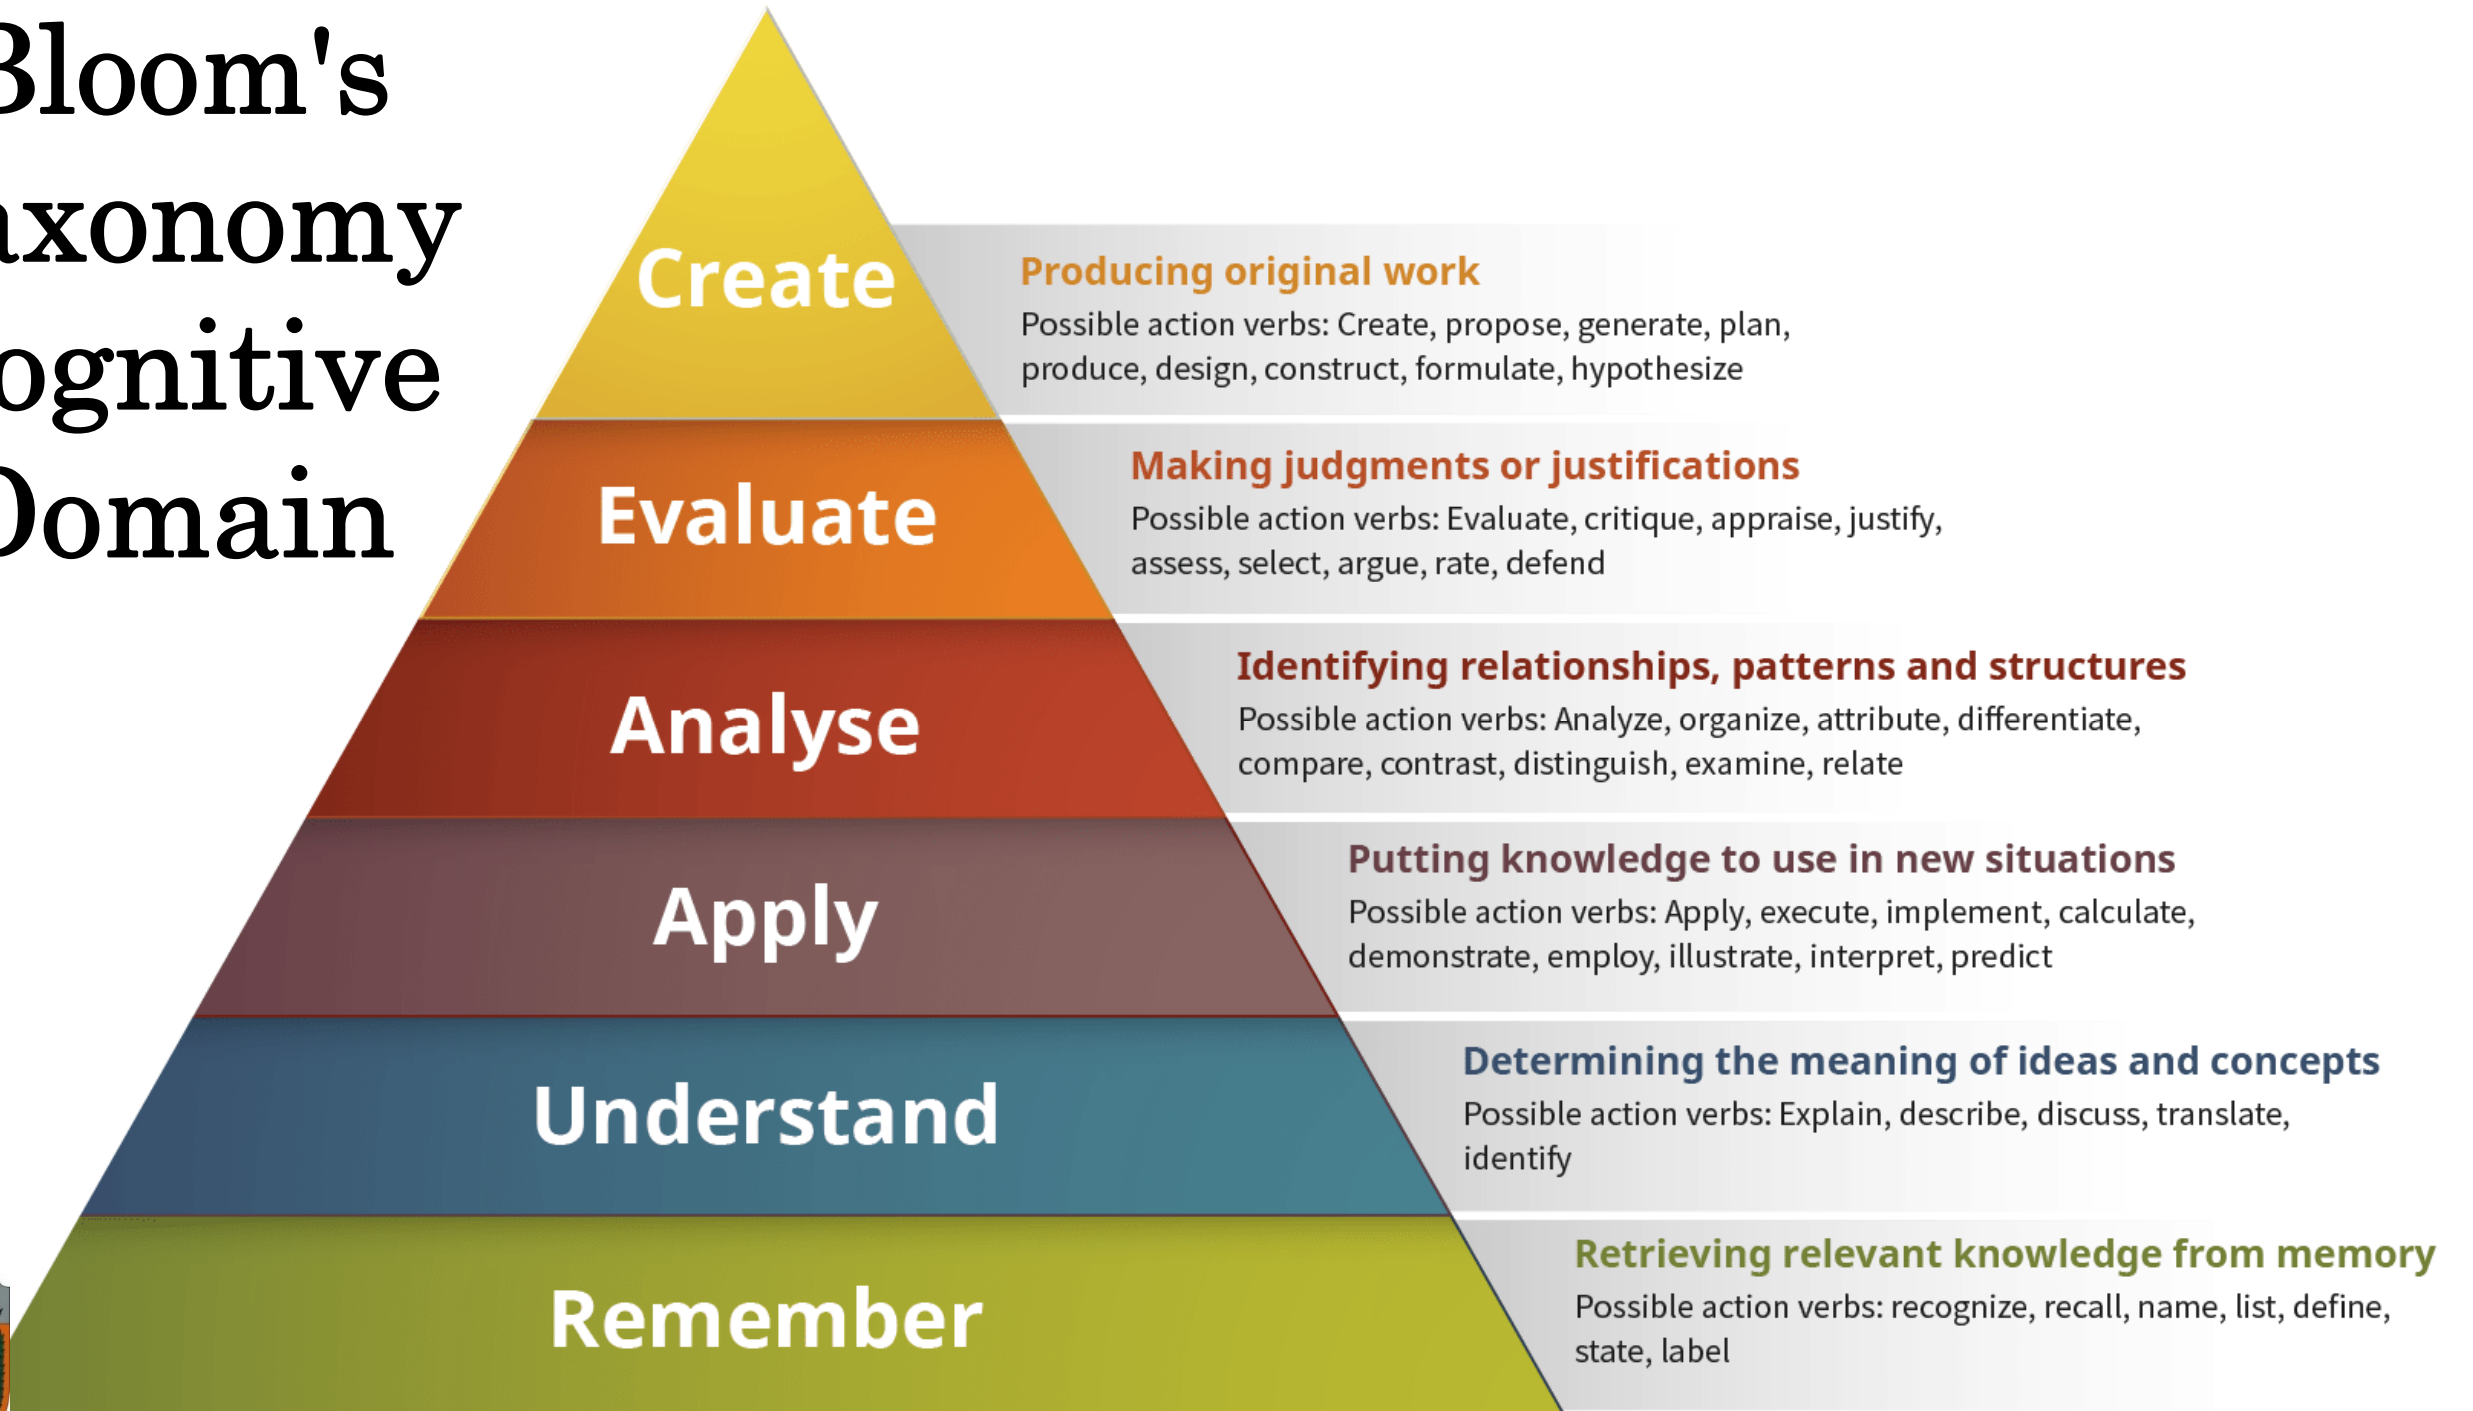 Bloom's
axonomy
ognitive
Domain
Create
Producing original work
Possible action verbs: Create, propose, generate, plan,
produce, design, construct, formulate, hypothesize
Evaluate
Making judgments or justifications
Possible action verbs: Evaluate, critique, appraise, justify,
assess, select, argue, rate, defend
Analyse
Identifying relationships, patterns and structures
Possible action verbs: Analyze, organize, attribute, differentiate,
compare, contrast, distinguish, examine, relate
Apply
Putting knowledge to use in new situations
Possible action verbs: Apply, execute, implement, calculate,
demonstrate, employ, illustrate, interpret, predict
Understand
Determining the meaning of ideas and concepts
Possible action verbs: Explain, describe, discuss, translate,
identify
Remember
Retrieving relevant knowledge from memory
Possible action verbs: recognize, recall, name, list, define,
state, label